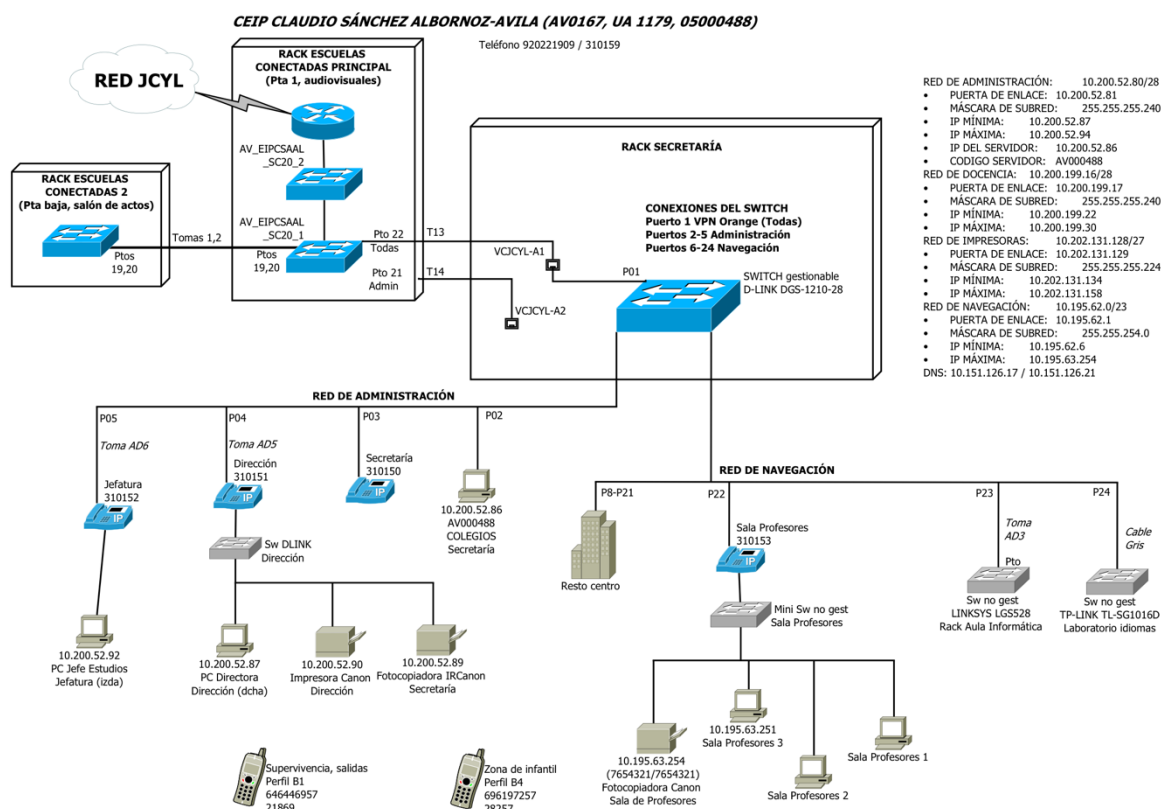 CEIP CLAUDIO SÁNCHEZ ALBORNOZ-AVILA (AV0167, UA 1179, 05000488)
Teléfono 920221909 / 310159
RACK ESCUELAS
CONECTADAS PRINCIPAL
(Pta 1, audiovisuales)
RED JCYL
AV_EIPCSAAL
_SC20_2
RACK ESCUELAS
CONECTADAS 2
(Pta baja, salón de actos)
Ptos
19,20
Tomas 1,2
AV_EIPCSAAL
_SC20_1
Ptos
19,20
Pto 22
Todas
Pto 21
Admin
T13
T14
RACK SECRETARÍA
CONEXIONES DEL SWITCH
Puerto 1 VPN Orange (Todas)
Puertos 2-5 Administración
Puertos 6-24 Navegación
VCJCYL-A1
VCJCYL-A2
P01
SWITCH gestionable
D-LINK DGS-1210-28
RED DE ADMINISTRACIÓN: 10.200.52.80/28
• PUERTA DE ENLACE: 10.200.52.81
• MÁSCARA DE SUBRED: 255.255.255.240
• IP MÍNIMA: 10.200.52.87
• IP MÁXIMA: 10.200.52.94
• IP DEL SERVIDOR: 10.200.52.86
• CODIGO SERVIDOR: AV000488
RED DE DOCENCIA: 10.200.199.16/28
• PUERTA DE ENLACE: 10.200.199.17
• MÁSCARA DE SUBRED: 255.255.255.240
• IP MÍNIMA: 10.200.199.22
• IP MÁXIMA: 10.200.199.30
RED DE IMPRESORAS: 10.202.131.128/27
• PUERTA DE ENLACE: 10.202.131.129
• MÁSCARA DE SUBRED: 255.255.255.224
• IP MÍNIMA: 10.202.131.134
• IP MÁXIMA: 10.202.131.158
RED DE NAVEGACIÓN: 10.195.62.0/23
• PUERTA DE ENLACE: 10.195.62.1
• MÁSCARA DE SUBRED: 255.255.254.0
• IP MÍNIMA: 10.195.62.6
• IP MÁXIMA: 10.195.63.254
DNS: 10.151.126.17 / 10.151.126.21
RED DE ADMINISTRACIÓN
P05
Toma AD6
Jefatura
310152
IP
10.200.52.92
PC Jefe Estudios
Jefatura (izda)
P04
Toma AD5
Dirección
310151
IP
Sw DLINK
Dirección
10.200.52.87
PC Directora
Dirección (dcha)
10.200.52.90
Impresora Canon
Dirección
10.200.52.89
Fotocopiadora IRCanon
Secretaría
P03
Secretaría
310150
IP
P02
10.200.52.86
AV000488
COLEGIOS
Secretaría
RED DE NAVEGACIÓN
P8-P21
Resto centro
P22
Sala Profesores
310153
IP
Mini Sw no gest
Sala Profesores
10.195.63.254
(7654321/7654321)
Fotocopiadora Canon
Sala de Profesores
10.195.63.251
Sala Profesores 3
Sala Profesores 2
Sala Profesores 1
P23
Toma
AD3
Pto
Sw no gest
LINKSYS LGS528
Rack Aula Informática
P24
Cable
Gris
Sw no gest
TP-LINK TL-SG1016D
Laboratorio idiomas
Supervivencia, salidas
Perfil B1
646446957
21869
Zona de infantil
Perfil B4
696197257
28257